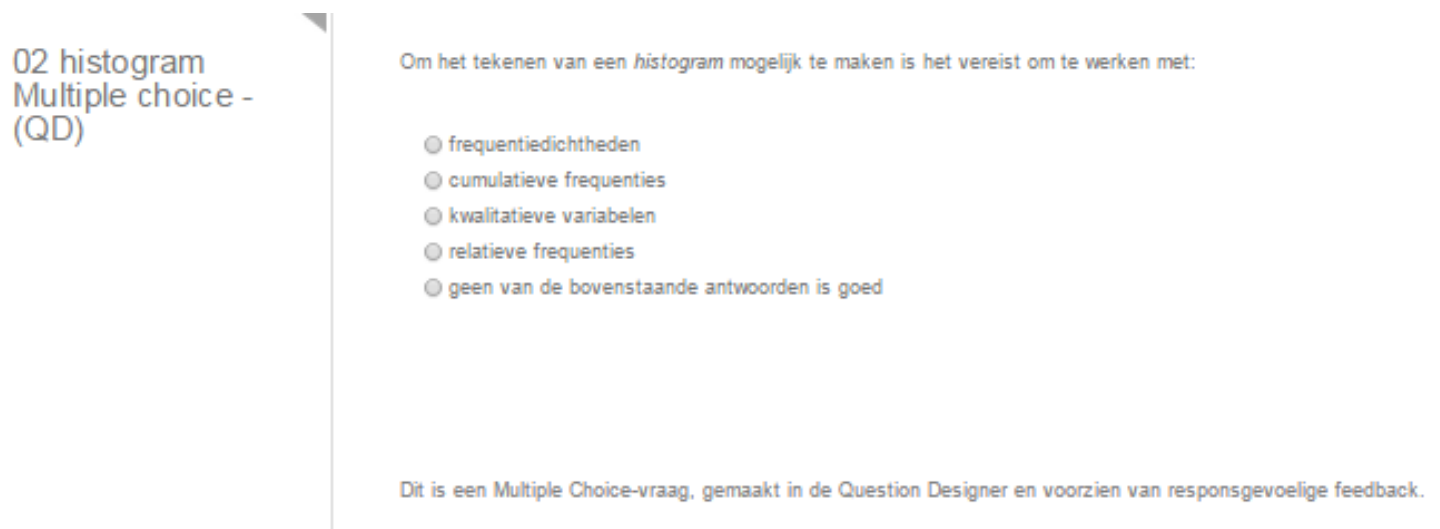 02 histogram
Multiple choice -
(QD)
Om het tekenen van een histogram mogelijk te maken is het vereist om te werken met:
frequentiedichtheden
cumulatieve frequenties
kwalitatieve variabelen
relatieve frequenties
geen van de bovenstaande antwoorden is goed
Dit is een Multiple Choice-vraag, gemaakt in de Question Designer en voorzien van responsgevoelige feedback.